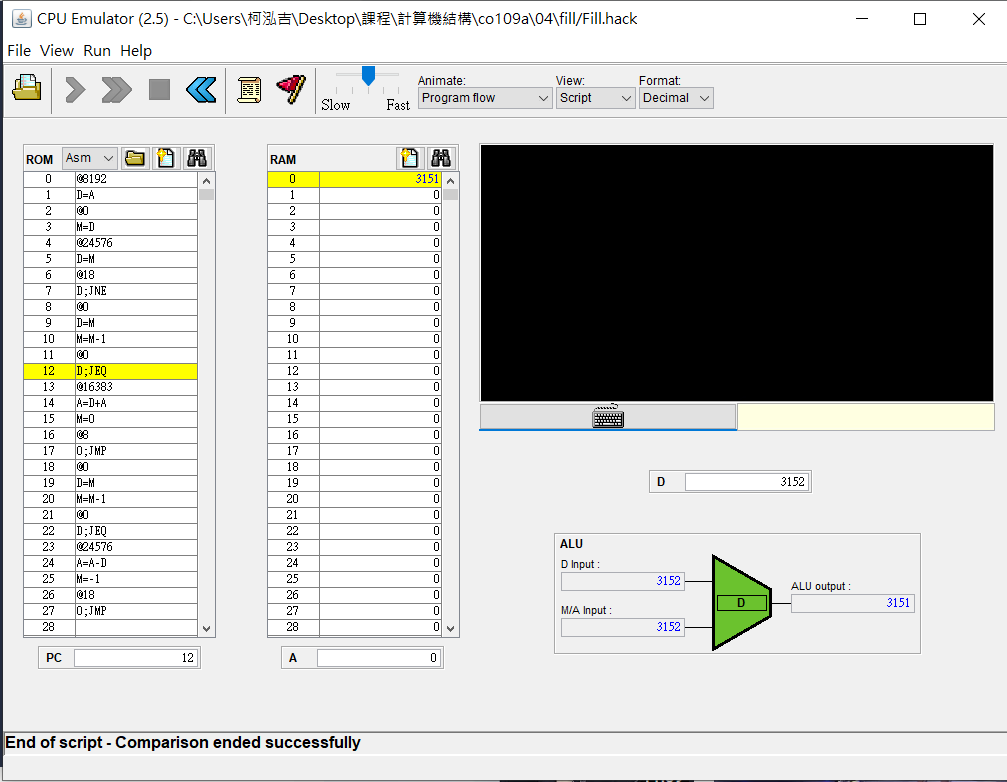 CPU Emulator (2.5) - C:\Users\柯泓吉\Desktop\課程\計算機結構\co109a\04\fill/Fill.hack
File View Run Help
Slow Fast
Animate: View: Format:
Program flow Script Decimal
ROM Asm
0 @8192
1 D=A
2 @0
3 M=D
4 @24576
5 D=M
6 @18
7 D;JNE
8 @0
9 D=M
10 M=M-1
11 @0
12 D;JEQ
13 @16383
14 A=D+A
15 M=0
16 @8
17 0;JMP
18 @0
19 D=M
20 M=M-1
21 @0
22 D;JEQ
23 @24576
24 A=A-D
25 M=-1
26 @18
27 0;JMP
28
PC 12
RAM
0 3151
1 0
2 0
3 0
4 0
5 0
6 0
7 0
8 0
9 0
10 0
11 0
12 0
13 0
14 0
15 0
16 0
17 0
18 0
19 0
20 0
21 0
22 0
23 0
24 0
25 0
26 0
27 0
28 0
A 0
D 3152
ALU
D Input :
3152
M/A Input :
3152
D
ALU output :
3151
End of script - Comparison ended successfully